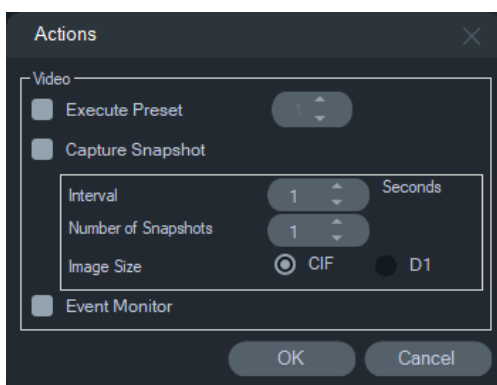 Actions
Video
Execute Preset 1
Capture Snapshot
Interval 1 Seconds
Number of Snapshots 1
Image Size CIF D1
Event Monitor
OK Cancel